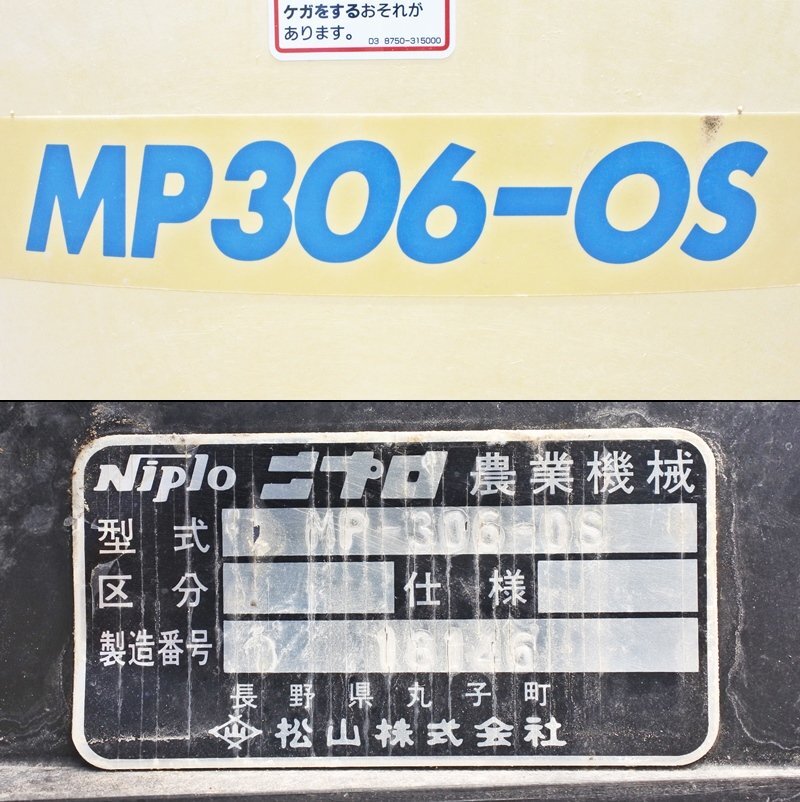 ケガをするおそれが
あります。 03 8750-315000
MP306-OS
Niplo ニプロ 農業機械
型式 MP-306-OS
区分 仕様
製造番号 18146
長野県丸子町
松山株式会社